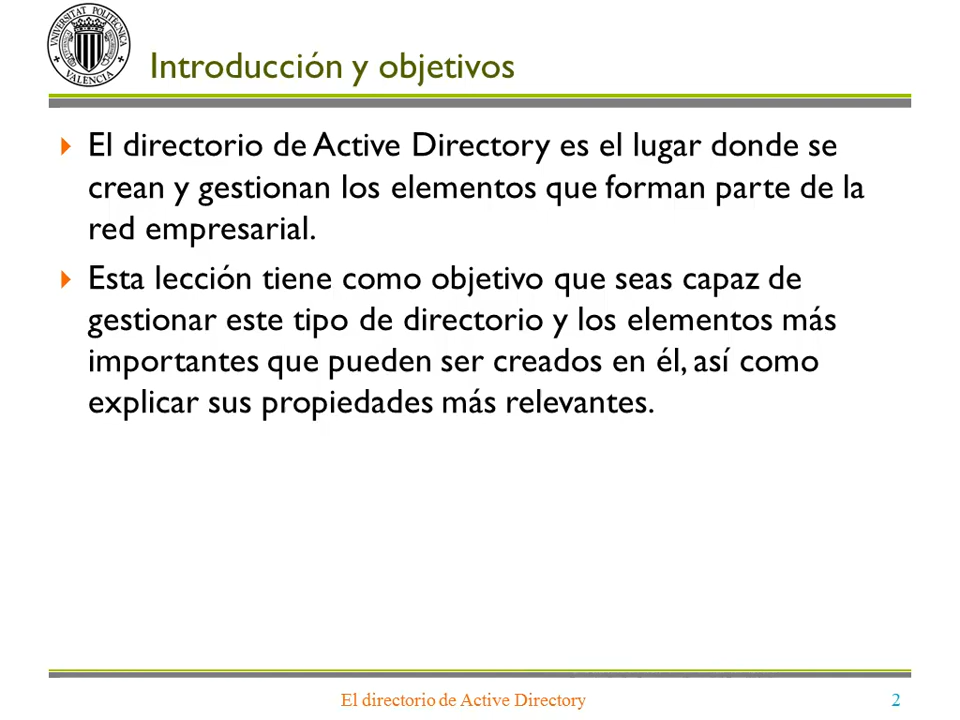 UNIVERSITAT POLITECNICA
VALENCIA
Introducción y objetivos
El directorio de Active Directory es el lugar donde se
crean y gestionan los elementos que forman parte de la
red empresarial.
Esta lección tiene como objetivo que seas capaz de
gestionar este tipo de directorio y los elementos más
importantes que pueden ser creados en él, así como
explicar sus propiedades más relevantes.
El directorio de Active Directory
2